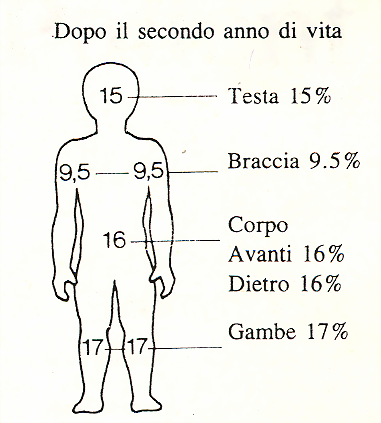 Dopo il secondo anno di vita
15
Testa 15%
9,5
9,5
Braccia 9.5%
16
Corpo
Avanti 16%
Dietro 16%
17
17
Gambe 17%